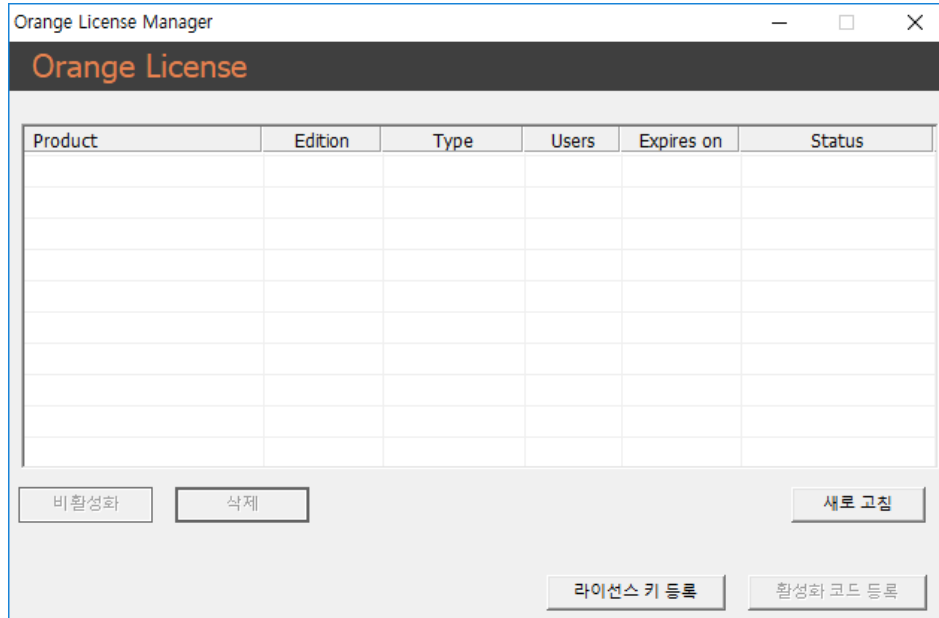 Orange License Manager
Orange License
Product Edition Type Users Expires on Status
비활성화 삭제 새로 고침
라이선스 키 등록 활성화 코드 등록